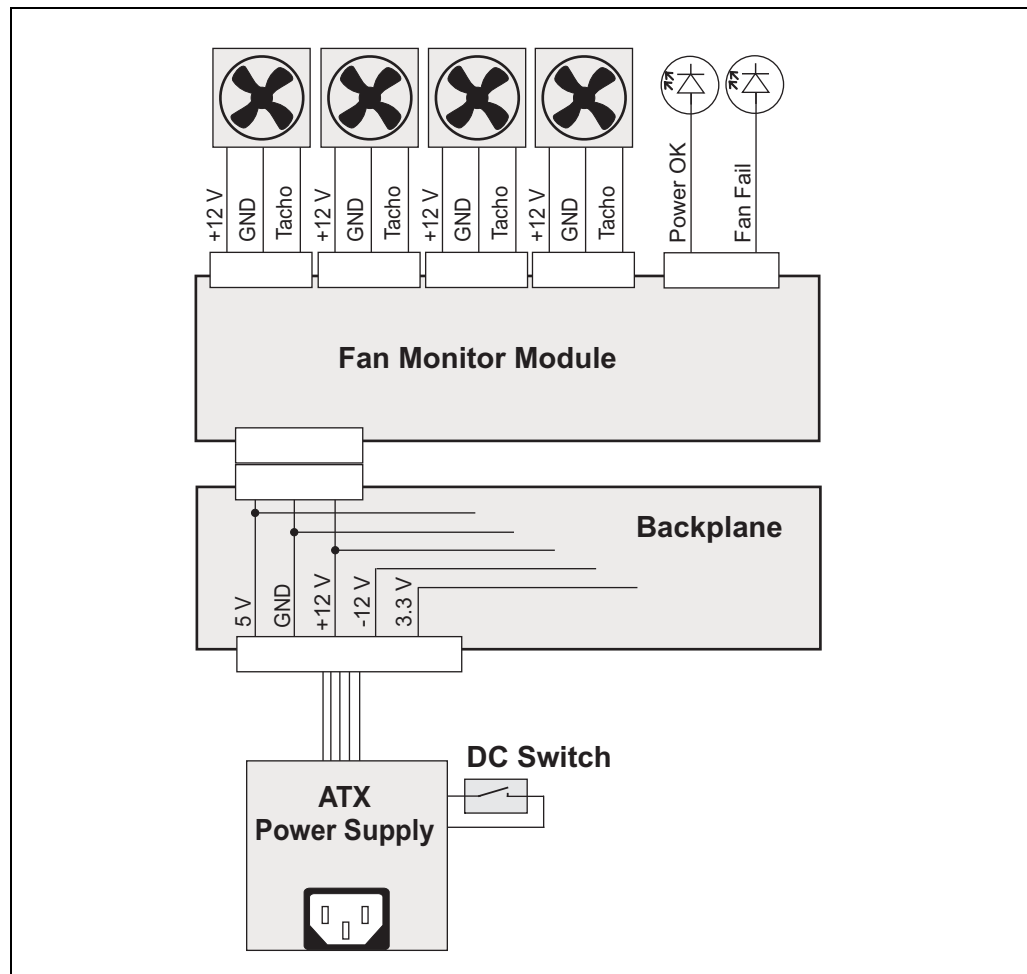 +12 V
GND
Tacho
+12 V
GND
Tacho
+12 V
GND
Tacho
+12 V
GND
Tacho
Power OK
Fan Fail
Fan Monitor Module
Backplane
5 V
GND
+12 V
-12 V
3.3 V
DC Switch
ATX
Power Supply